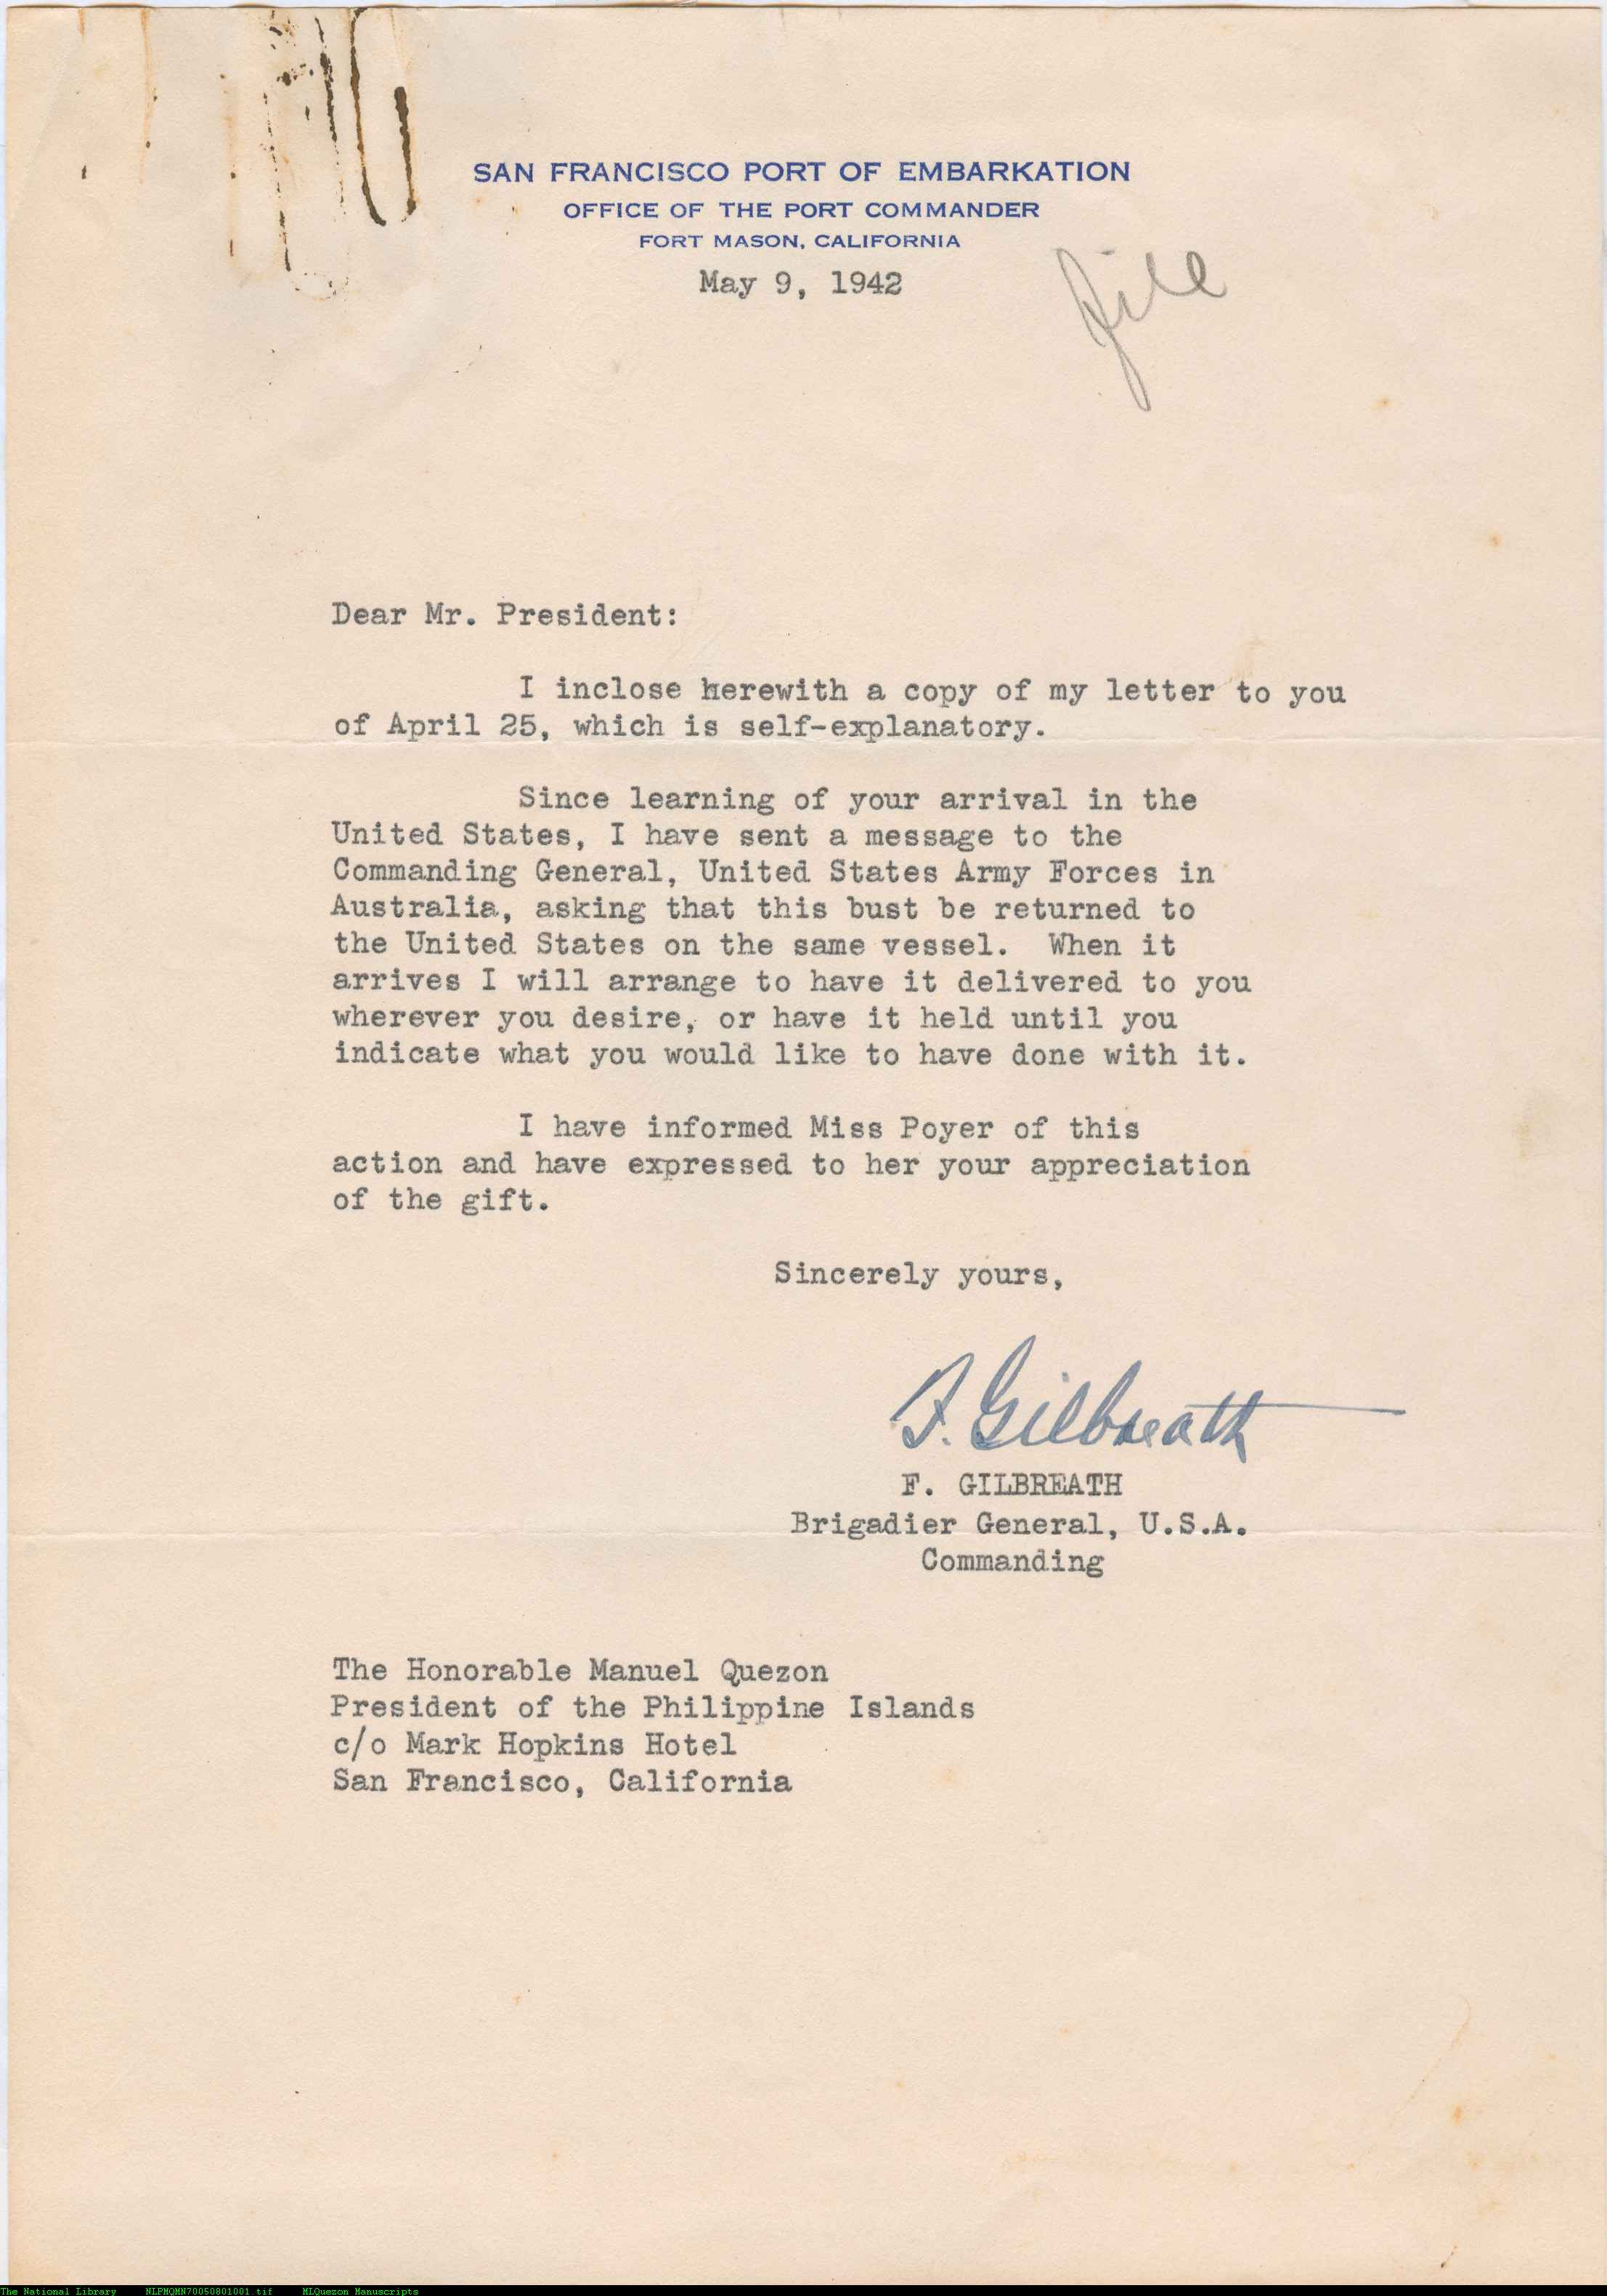 SAN FRANCISCO PORT OF EMBARKATION
OFFICE OF THE PORT COMMANDER
FORT MASON, CALIFORNIA
May 9, 1942
File
Dear Mr. President:
I inclose herewith a copy of my letter to you
of April 25, which is self-explanatory.
Since learning of your arrival in the
United States, I have sent a message to the
Commanding General, United States Army Forces in
Australia, asking that this bust be returned to
the United States on the same vessel. When it
arrives I will arrange to have it delivered to you
wherever you desire, or have it held until you
indicate what you would like to have done with it.
I have informed Miss Poyer of this
action and have expressed to her your appreciation
of the gift.
Sincerely yours,
F. Gilbreath
F. GILBREATH
Brigadier General, U.S.A.
Commanding
The Honorable Manuel Quezon
President of the Philippine Islands
c/o Mark Hopkins Hotel
San Francisco, California
The National Library NLPMQMN70050801001.tif MLQuezon Manuscripts